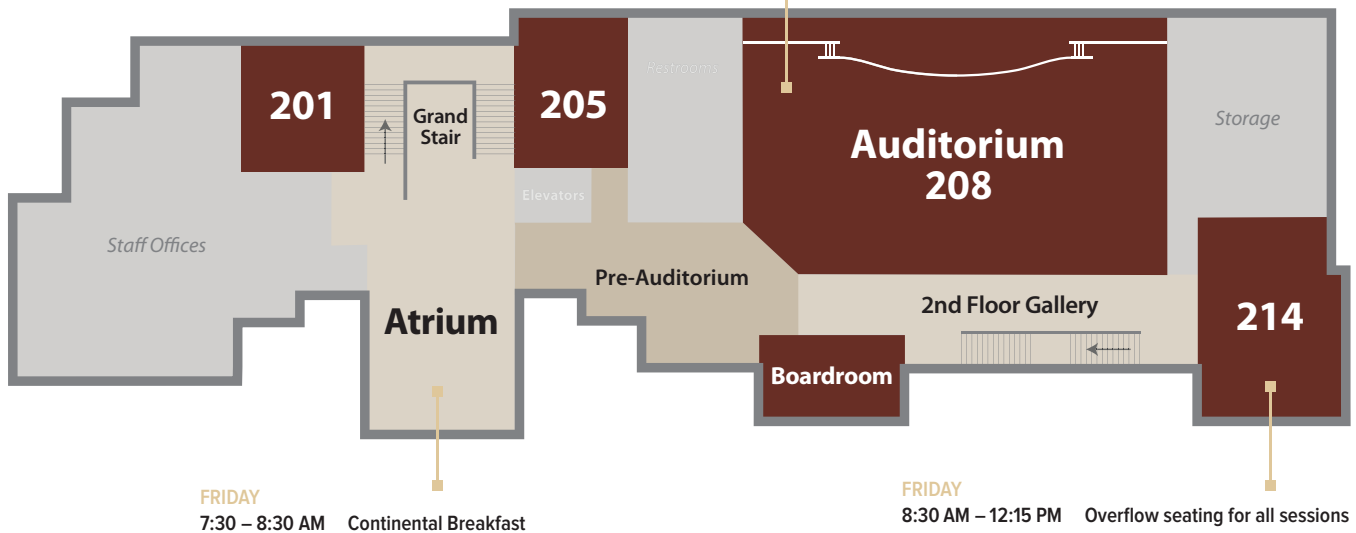 Restrooms
201
205
Grand
Stair
Auditorium
208
Storage
Elevators
Staff Offices
Pre-Auditorium
2nd Floor Gallery
Atrium
214
Boardroom
FRIDAY
7:30 – 8:30 AM Continental Breakfast
FRIDAY
8:30 AM – 12:15 PM Overflow seating for all sessions